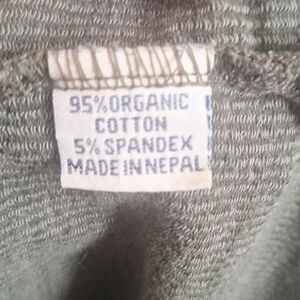 95%ORGANIC
COTTON
5% SPANDEX
MADE IN NEPAL